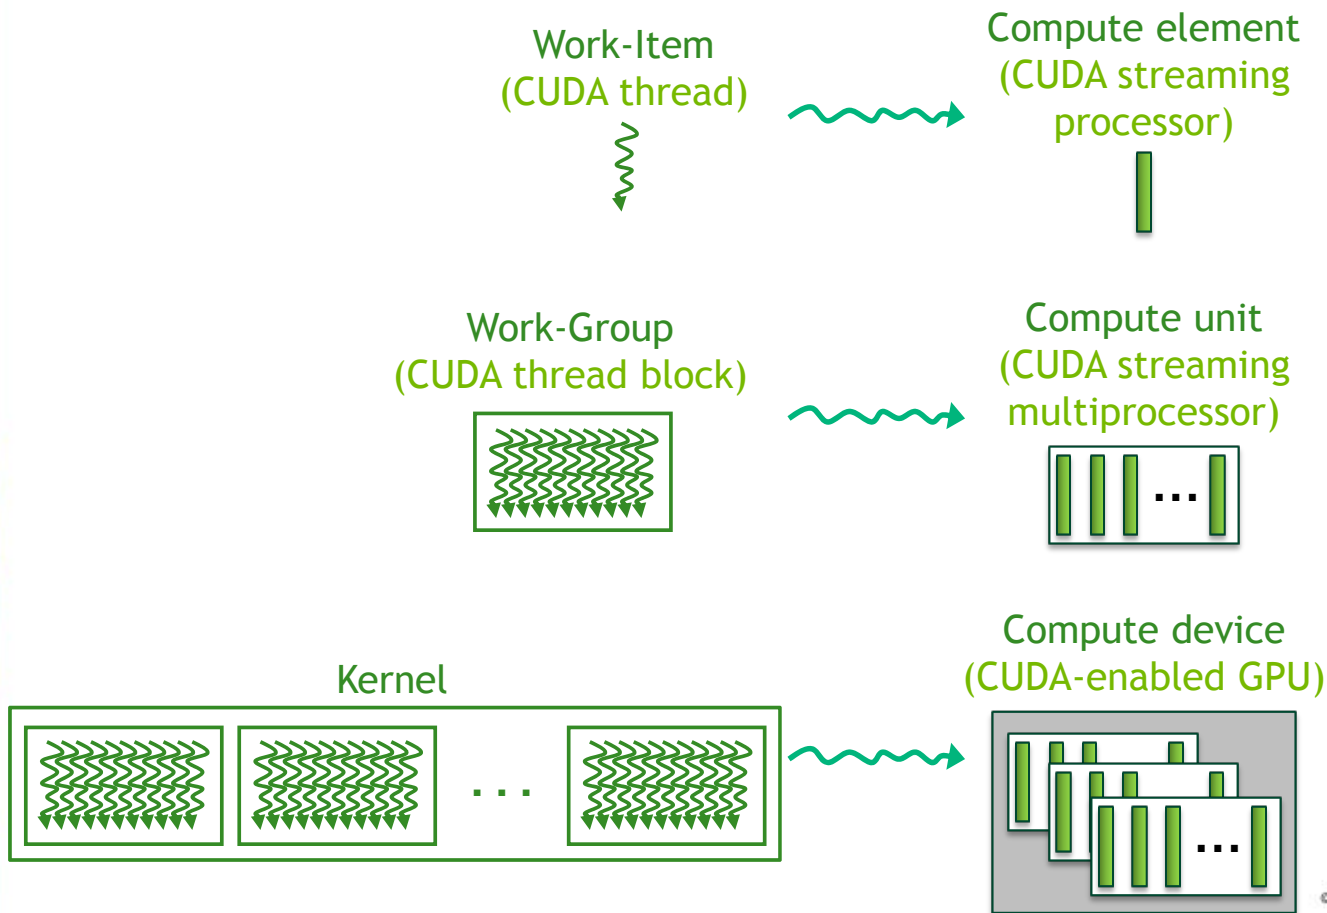 Work-Item
(CUDA thread)
Compute element
(CUDA streaming
processor)
Work-Group
(CUDA thread block)
Compute unit
(CUDA streaming
multiprocessor)
...
Kernel
...
Compute device
(CUDA-enabled GPU)
...